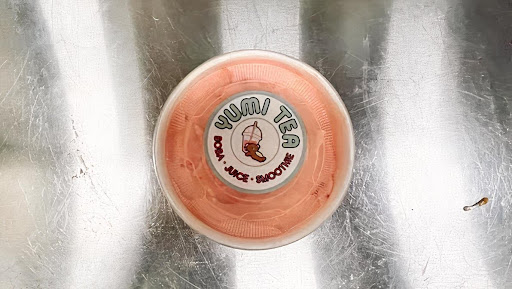 YUMI TEA
BOBA • JUICE • SMOOTHIE